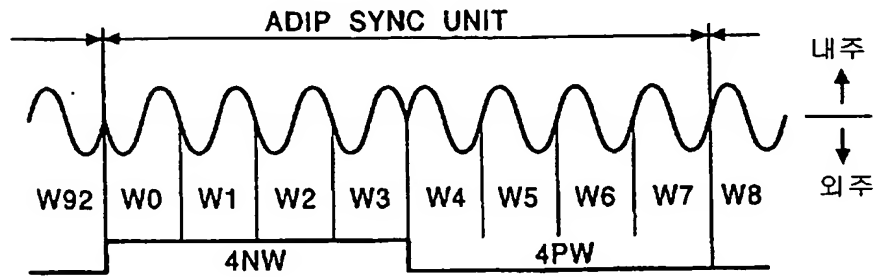 ADIP SYNC UNIT
내주
외주
W92 W0 W1 W2 W3 W4 W5 W6 W7 W8
4NW 4PW